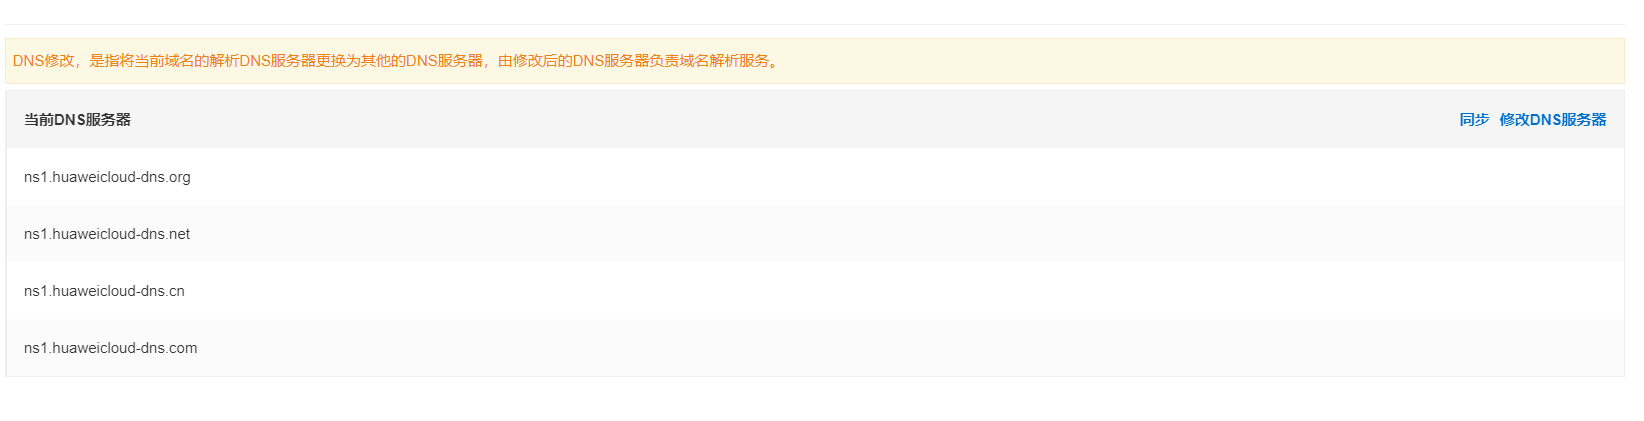 DNS修改，是指将当前域名的解析DNS服务器更换为其他的DNS服务器，由修改后的DNS服务器负责域名解析服务。
当前DNS服务器 同步 修改DNS服务器
ns1.huaweicloud-dns.org
ns1.huaweicloud-dns.net
ns1.huaweicloud-dns.cn
ns1.huaweicloud-dns.com